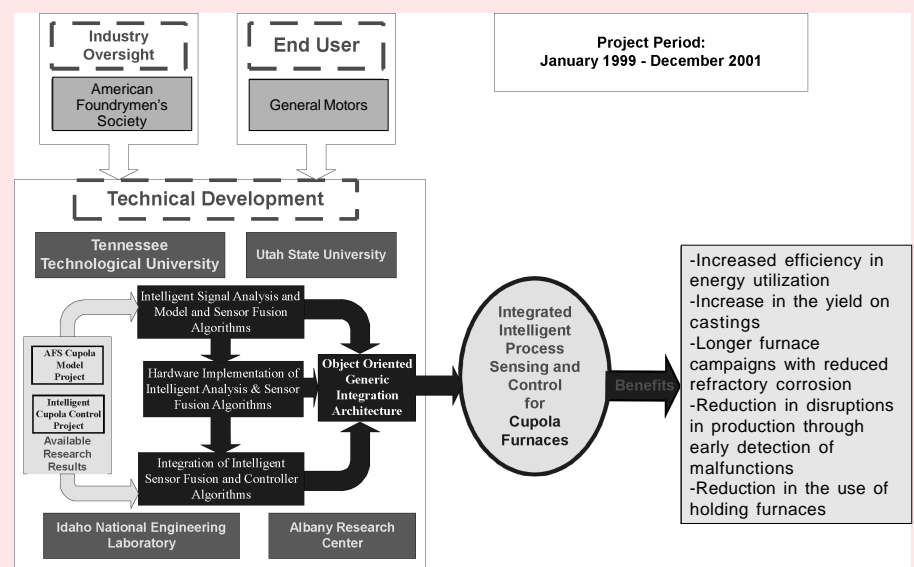 Industry
Oversight
American
Foundrymen's
Society
End User
General Motors
Project Period:
January 1999 - December 2001
Technical Development
Tennessee
Technological University
Utah State University
AFS Cupola
Model
Project
Intelligent
Cupola Control
Project
Available
Research
Results
Intelligent Signal Analysis and
Model and Sensor Fusion
Algorithms
Hardware Implementation of
Intelligent Analysis & Sensor
Fusion Algorithms
Integration of Intelligent
Sensor Fusion and Controller
Algorithms
Object Oriented
Generic
Integration
Architecture
Idaho National Engineering
Laboratory
Albany Research
Center
Integrated
Intelligent
Process
Sensing and
Control
for
Cupola
Furnaces
Benefits
-Increased efficiency in
energy utilization
-Increase in the yield on
castings
-Longer furnace
campaigns with reduced
refractory corrosion
-Reduction in disruptions
in production through
early detection of
malfunctions
-Reduction in the use of
holding furnaces